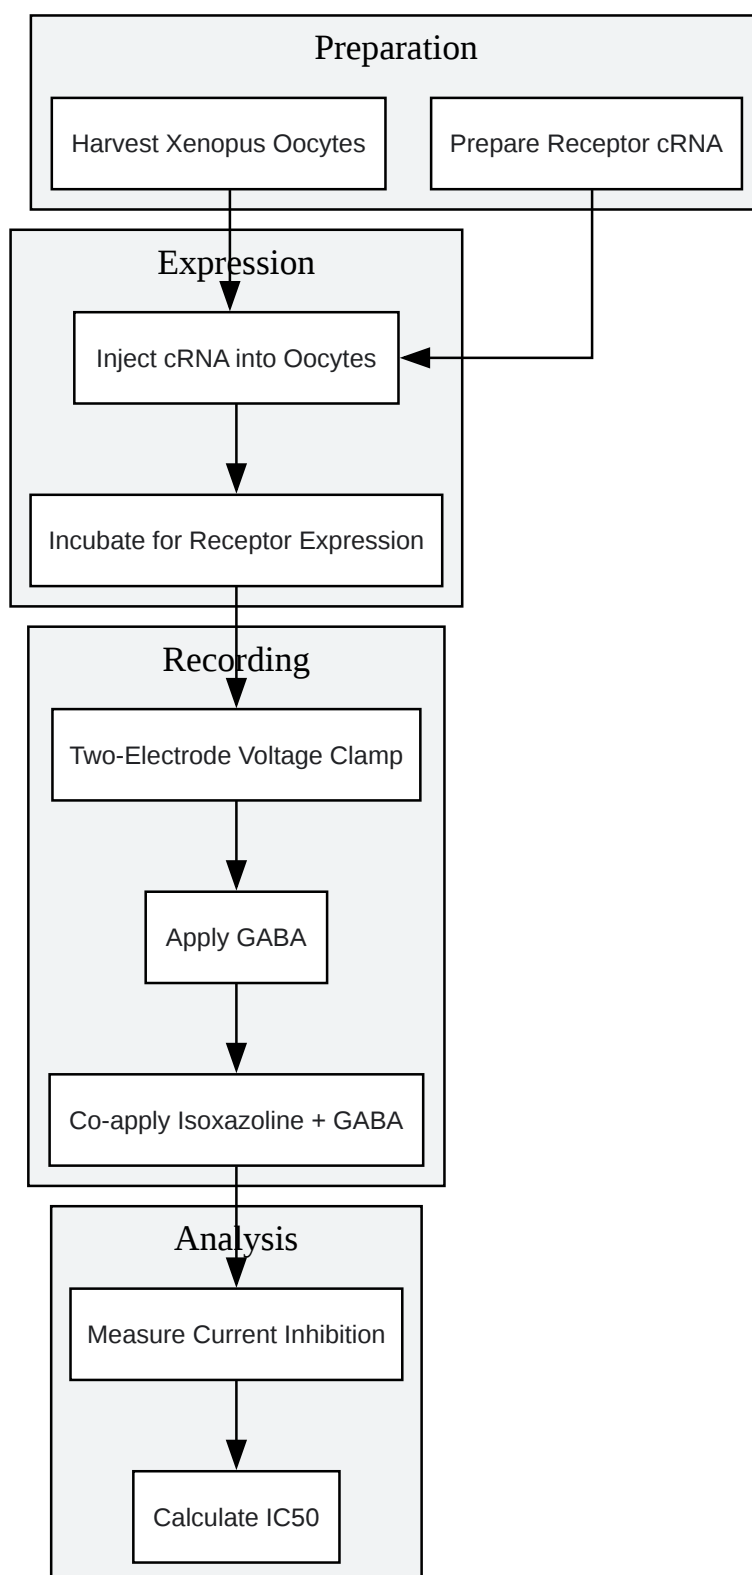 Preparation
Harvest Xenopus Oocytes
Prepare Receptor cRNA
Expression
Inject cRNA into Oocytes
Incubate for Receptor Expression
Recording
Two-Electrode Voltage Clamp
Apply GABA
Co-apply Isoxazoline + GABA
Analysis
Measure Current Inhibition
Calculate IC50